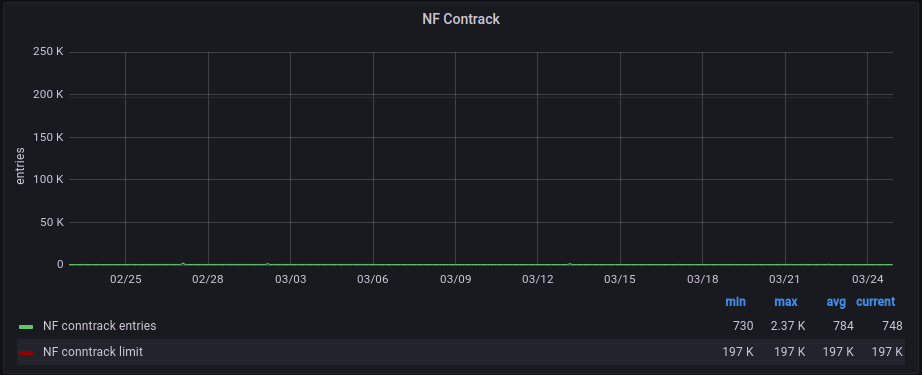 NF Contrack
250 K
200 K
150 K
100 K
50 K
0
entries
02/25 02/28 03/03 03/06 03/09 03/12 03/15 03/18 03/21 03/24
min max avg current
NF conntrack entries 730 2.37 K 784 748
NF conntrack limit 197 K 197 K 197 K 197 K